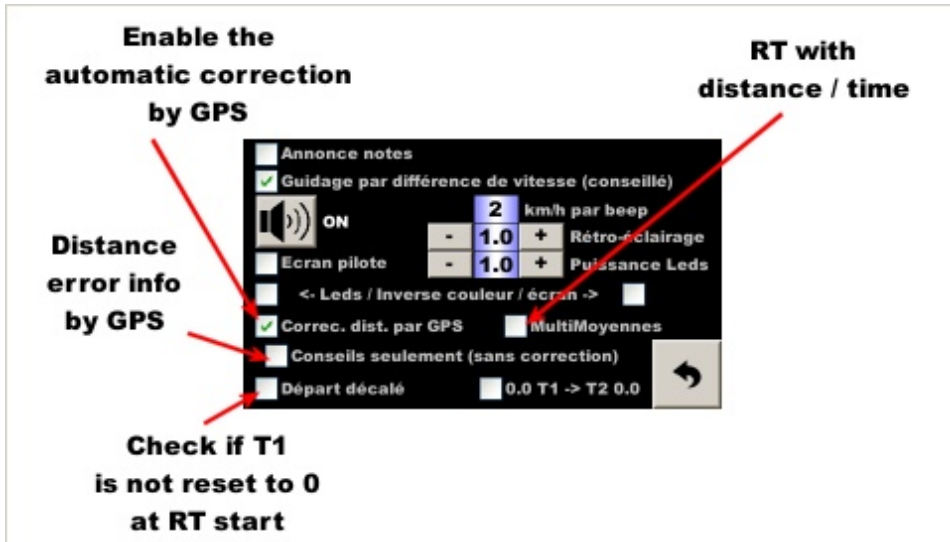 Enable the
automatic correction
by GPS
RT with
distance / time
Annonce notes
Guidage par différence de vitesse (conseillé)
ON
2 km/h par beep
- 1.0 + Rétro-éclairage
Distance
error info
by GPS
Ecran pilote
- 1.0 + Puissance Leds
<- Leds / Inverse couleur / écran ->
Correc. dist. par GPS
MultiMoyennes
Conseils seulement (sans correction)
Départ décalé
0.0 T1 -> T2 0.0
Check if T1
is not reset to 0
at RT start